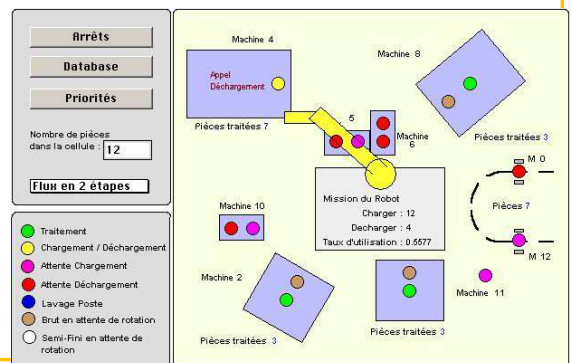 Arrêts
Database
Priorités
Nombre de pièces
dans la cellule :
12
Flux en 2 étapes
Traitement
Chargement / Déchargement
Attente Chargement
Attente Déchargement
Lavage Poste
Brut en attente de rotation
Semi-Fini en attente de
rotation
Machine 4
Appel
Déchargement
Pièces traitées 7
5
Machine
6
Machine 8
Pièces traitées 3
M 0
Pièces 7
M 12
Machine 11
Mission du Robot
Charger : 12
Decharger : 4
Taux d'utilisation : 0.5577
Machine 10
Machine 2
Pièces traitées 3
Pièces traitées 3